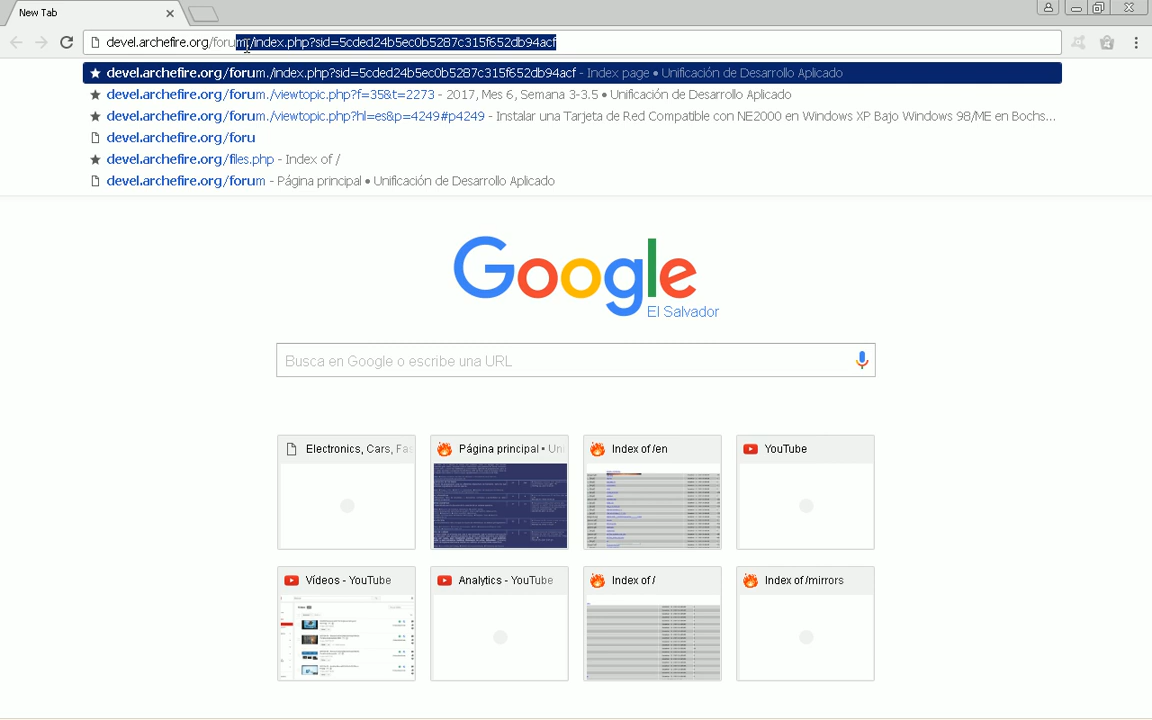 New Tab
devel.archefire.org/forum./index.php?sid=5cded24b5ec0b5287c315f652db94acf
devel.archefire.org/forum./index.php?sid=5cded24b5ec0b5287c315f652db94acf - Index page • Unificación de Desarrollo Aplicado
devel.archefire.org/forum./viewtopic.php?f=35&t=2273 - 2017, Mes 6, Semana 3-3.5 • Unificación de Desarrollo Aplicado
devel.archefire.org/forum./viewtopic.php?hl=es&p=4249#p4249 - Instalar una Tarjeta de Red Compatible con NE2000 en Windows XP Bajo Windows 98/ME en Bochs...
devel.archefire.org/foru
devel.archefire.org/files.php - Index of /
devel.archefire.org/forum - Página principal • Unificación de Desarrollo Aplicado
Google
El Salvador
Busca en Google o escribe una URL
Electronics, Cars, Fas
Página principal • Uni
Index of /en
YouTube
Vídeos - YouTube
Analytics - YouTube
Index of /
Index of /mirrors